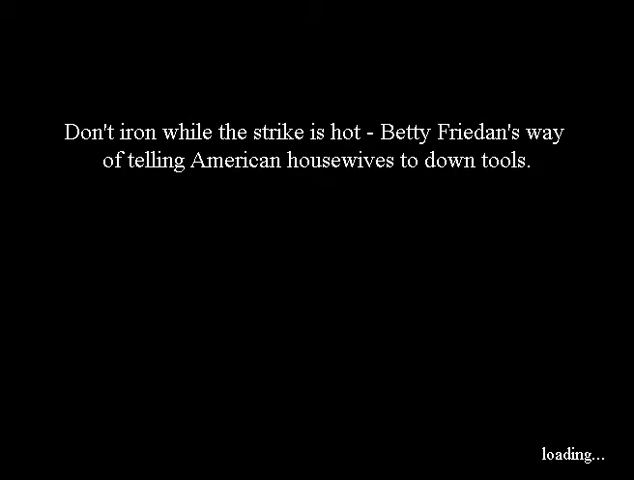 Don't iron while the strike is hot - Betty Friedan's way
of telling American housewives to down tools.
loading...